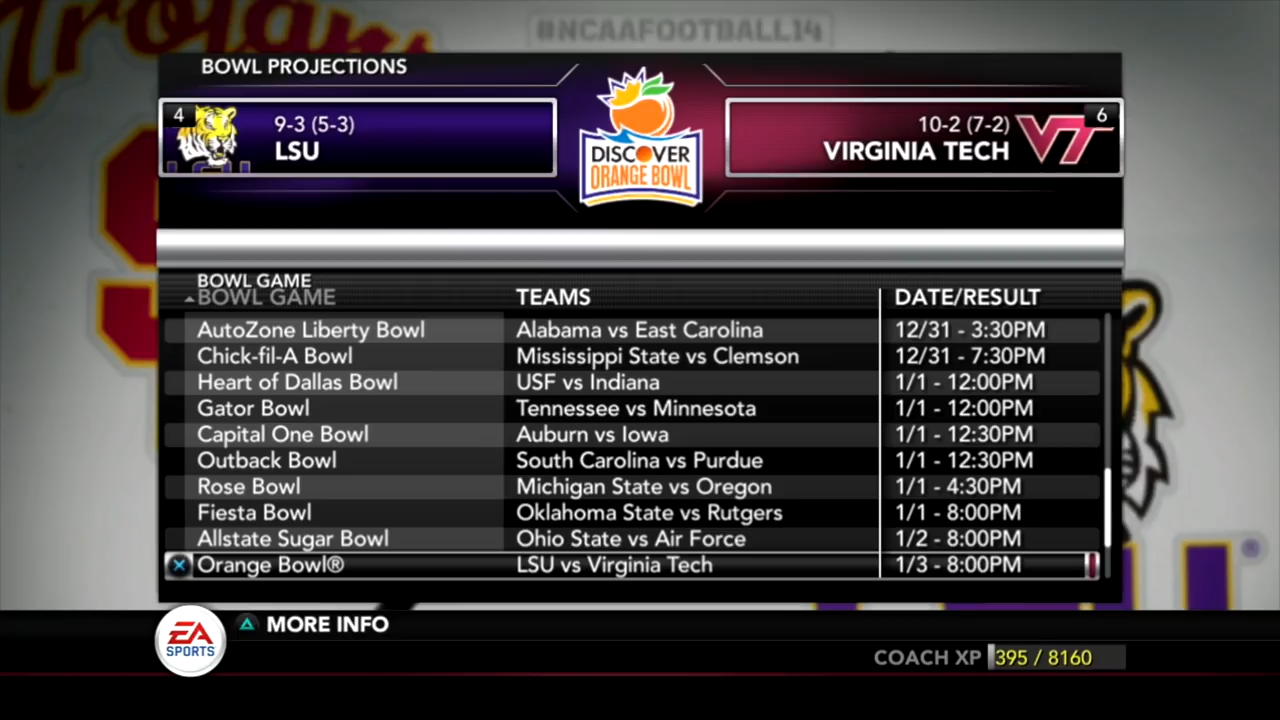 Trojans
#NCAAFOOTBALL14
BOWL PROJECTIONS
4
9-3 (5-3)
LSU
DISCOVER
ORANGE BOWL
10-2 (7-2)
VIRGINIA TECH
6
VT
BOWL GAME
BOWL GAME TEAMS DATE/RESULT
AutoZone Liberty Bowl Alabama vs East Carolina 12/31 - 3:30PM
Chick-fil-A Bowl Mississippi State vs Clemson 12/31 - 7:30PM
Heart of Dallas Bowl USF vs Indiana 1/1 - 12:00PM
Gator Bowl Tennessee vs Minnesota 1/1 - 12:00PM
Capital One Bowl Auburn vs Iowa 1/1 - 12:30PM
Outback Bowl South Carolina vs Purdue 1/1 - 12:30PM
Rose Bowl Michigan State vs Oregon 1/1 - 4:30PM
Fiesta Bowl Oklahoma State vs Rutgers 1/1 - 8:00PM
Allstate Sugar Bowl Ohio State vs Air Force 1/2 - 8:00PM
Orange Bowl® LSU vs Virginia Tech 1/3 - 8:00PM
EA
SPORTS
MORE INFO
COACH XP 395 / 8160